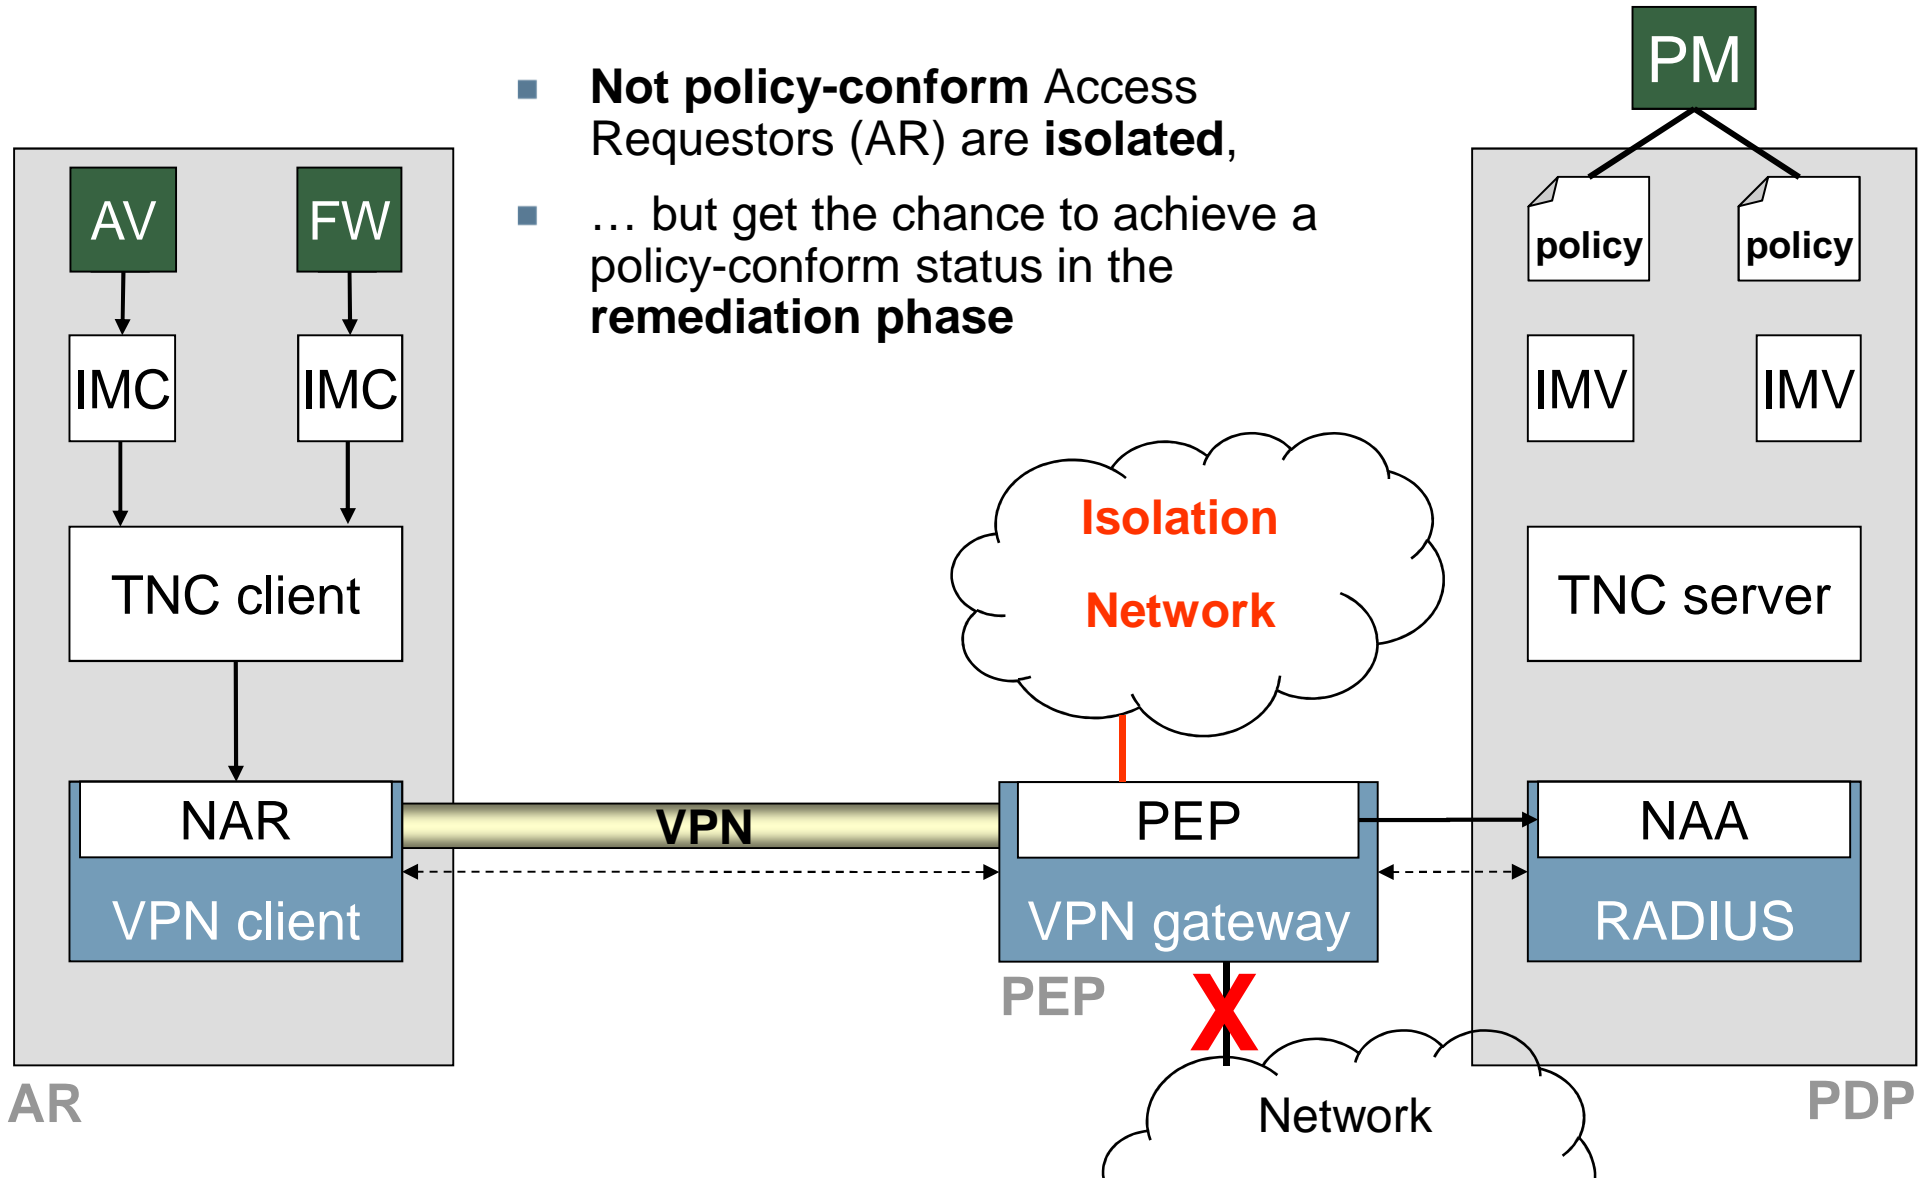 PM
■ Not policy-conform Access
Requestors (AR) are isolated,
■ … but get the chance to achieve a
policy-conform status in the
remediation phase
AV
FW
policy
policy
IMC
IMC
IMV
IMV
Isolation
Network
TNC client
TNC server
NAR
VPN
PEP
NAA
VPN client
VPN gateway
RADIUS
PEP
X
AR
Network
PDP